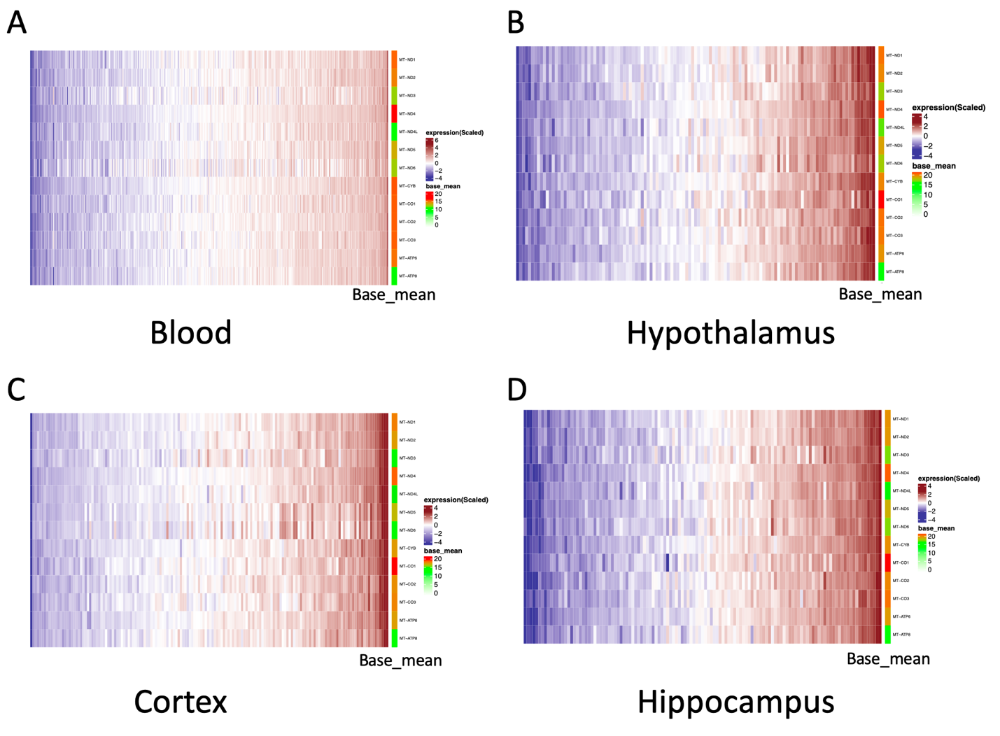 A
MT-ND1
MT-ND2
MT-ND3
MT-ND4
MT-ND4L
MT-ND5
MT-ND6
MT-CYB
MT-CO1
MT-CO2
MT-CO3
MT-ATP6
MT-ATP8
expression(Scaled)
6
4
2
0
−2
−4
base_mean
20
15
10
5
0
Base_mean
Blood
B
MT-ND1
MT-ND2
MT-ND3
MT-ND4
MT-ND4L
MT-ND5
MT-ND6
MT-CYB
MT-CO1
MT-CO2
MT-CO3
MT-ATP6
MT-ATP8
expression(Scaled)
4
2
0
−2
−4
base_mean
20
15
10
5
0
Base_mean
Hypothalamus
C
MT-ND1
MT-ND2
MT-ND3
MT-ND4
MT-ND4L
MT-ND5
MT-ND6
MT-CYB
MT-CO1
MT-CO2
MT-CO3
MT-ATP6
MT-ATP8
expression(Scaled)
4
2
0
−2
−4
base_mean
20
15
10
5
0
Base_mean
Cortex
D
MT-ND1
MT-ND2
MT-ND3
MT-ND4
MT-ND4L
MT-ND5
MT-ND6
MT-CYB
MT-CO1
MT-CO2
MT-CO3
MT-ATP6
MT-ATP8
expression(Scaled)
4
2
0
−2
−4
base_mean
20
15
10
5
0
Base_mean
Hippocampus